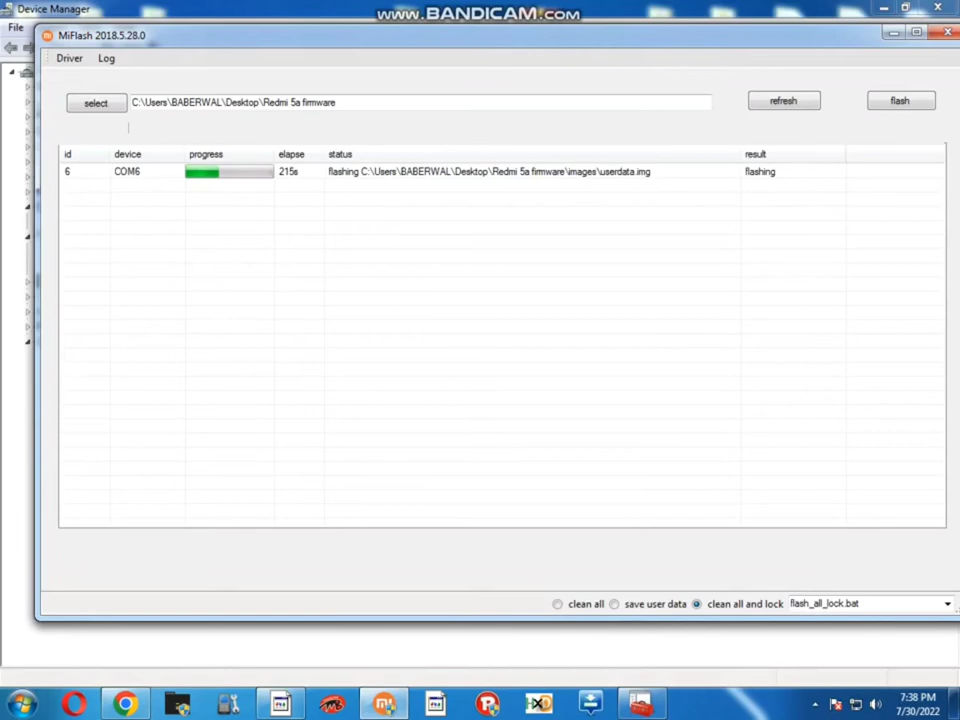 Device Manager
www.BANDICAM.com
File
MiFlash 2018.5.28.0
Driver Log
select C:\Users\BABERWAL\Desktop\Redmi 5a firmware refresh flash
id device progress elapse status result
6 COM6 215s flashing C:\Users\BABERWAL\Desktop\Redmi 5a firmware\images\userdata.img flashing
clean all save user data clean all and lock flash_all_lock.bat
7:38 PM
7/30/2022